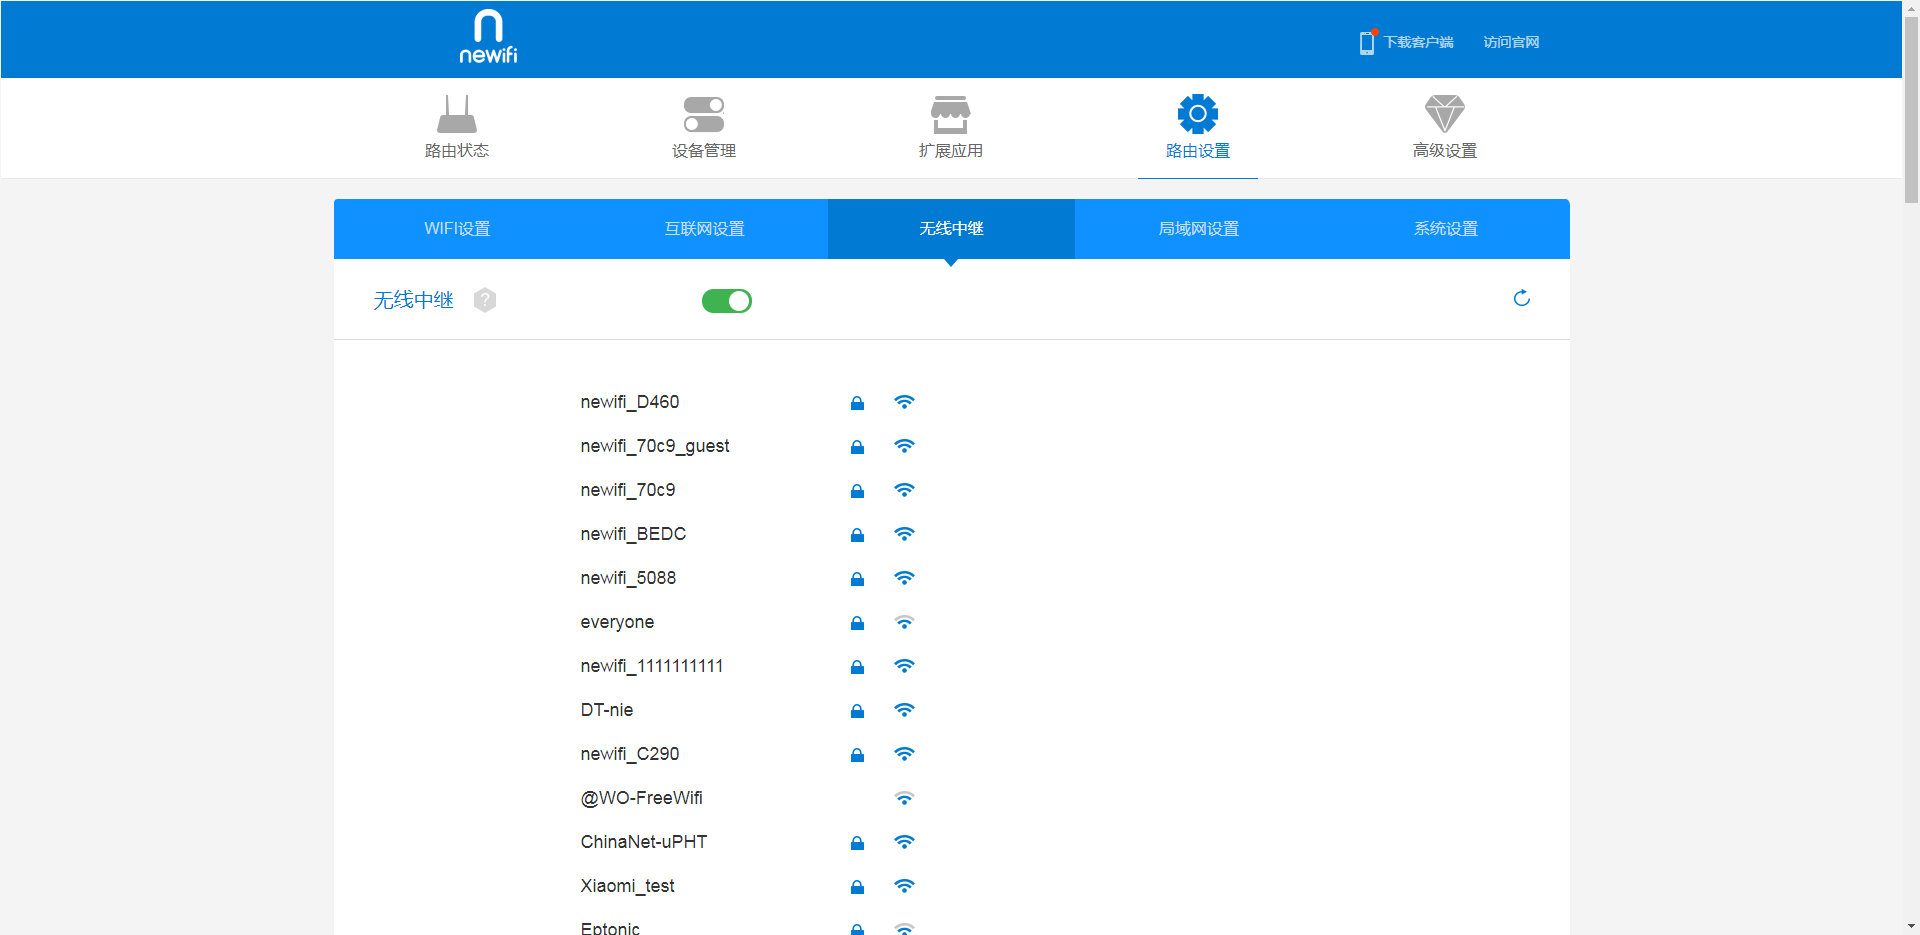 newifi
下载客户端
访问官网
路由状态
设备管理
扩展应用
路由设置
高级设置
WIFI设置
互联网设置
无线中继
局域网设置
系统设置
无线中继 ?
newifi_D460
newifi_70c9_guest
newifi_70c9
newifi_BEDC
newifi_5088
everyone
newifi_1111111111
DT-nie
newifi_C290
@WO-FreeWifi
ChinaNet-uPHT
Xiaomi_test
Eptonic